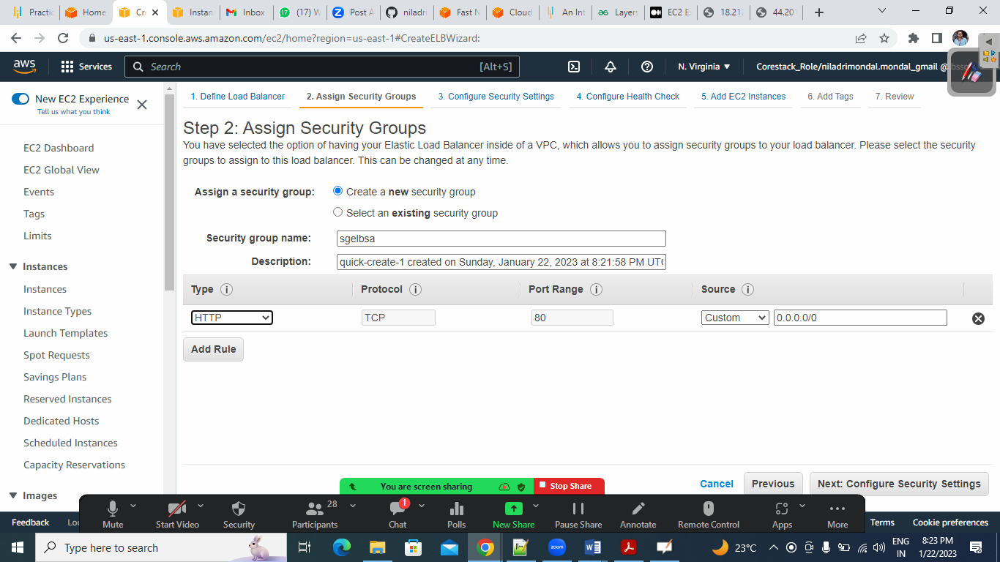 Practic
Home
Cr
Instan
Inbox
(17) W
Post A
niladri
Fast N
Cloud
An Int
Layers
EC2 Ex
18.212
44.201
us-east-1.console.aws.amazon.com/ec2/home?region=us-east-1#CreateELBWizard:
aws
Services
Search
[Alt+S]
N. Virginia
Corestack_Role/niladrimondal.mondal_gmail @
New EC2 Experience
Tell us what you think
EC2 Dashboard
EC2 Global View
Events
Tags
Limits
Instances
Instances
Instance Types
Launch Templates
Spot Requests
Savings Plans
Reserved Instances
Dedicated Hosts
Scheduled Instances
Capacity Reservations
Images
1. Define Load Balancer
2. Assign Security Groups
3. Configure Security Settings
4. Configure Health Check
5. Add EC2 Instances
6. Add Tags
7. Review
Step 2: Assign Security Groups
You have selected the option of having your Elastic Load Balancer inside of a VPC, which allows you to assign security groups to your load balancer. Please select the security
groups to assign to this load balancer. This can be changed at any time.
Assign a security group:
Create a new security group
Select an existing security group
Security group name:
sgelbsa
Description:
quick-create-1 created on Sunday, January 22, 2023 at 8:21:58 PM UTC
Type
Protocol
Port Range
Source
HTTP
TCP
80
Custom
0.0.0.0/0
Add Rule
Cancel
Previous
Next: Configure Security Settings
You are screen sharing
Stop Share
Mute
Start Video
Security
Participants
28
Chat
1
Polls
New Share
Pause Share
Annotate
Remote Control
Apps
More
Feedback
Terms
Cookie preferences
Type here to search
zoom
23°C
ENG
IN
8:23 PM
1/22/2023